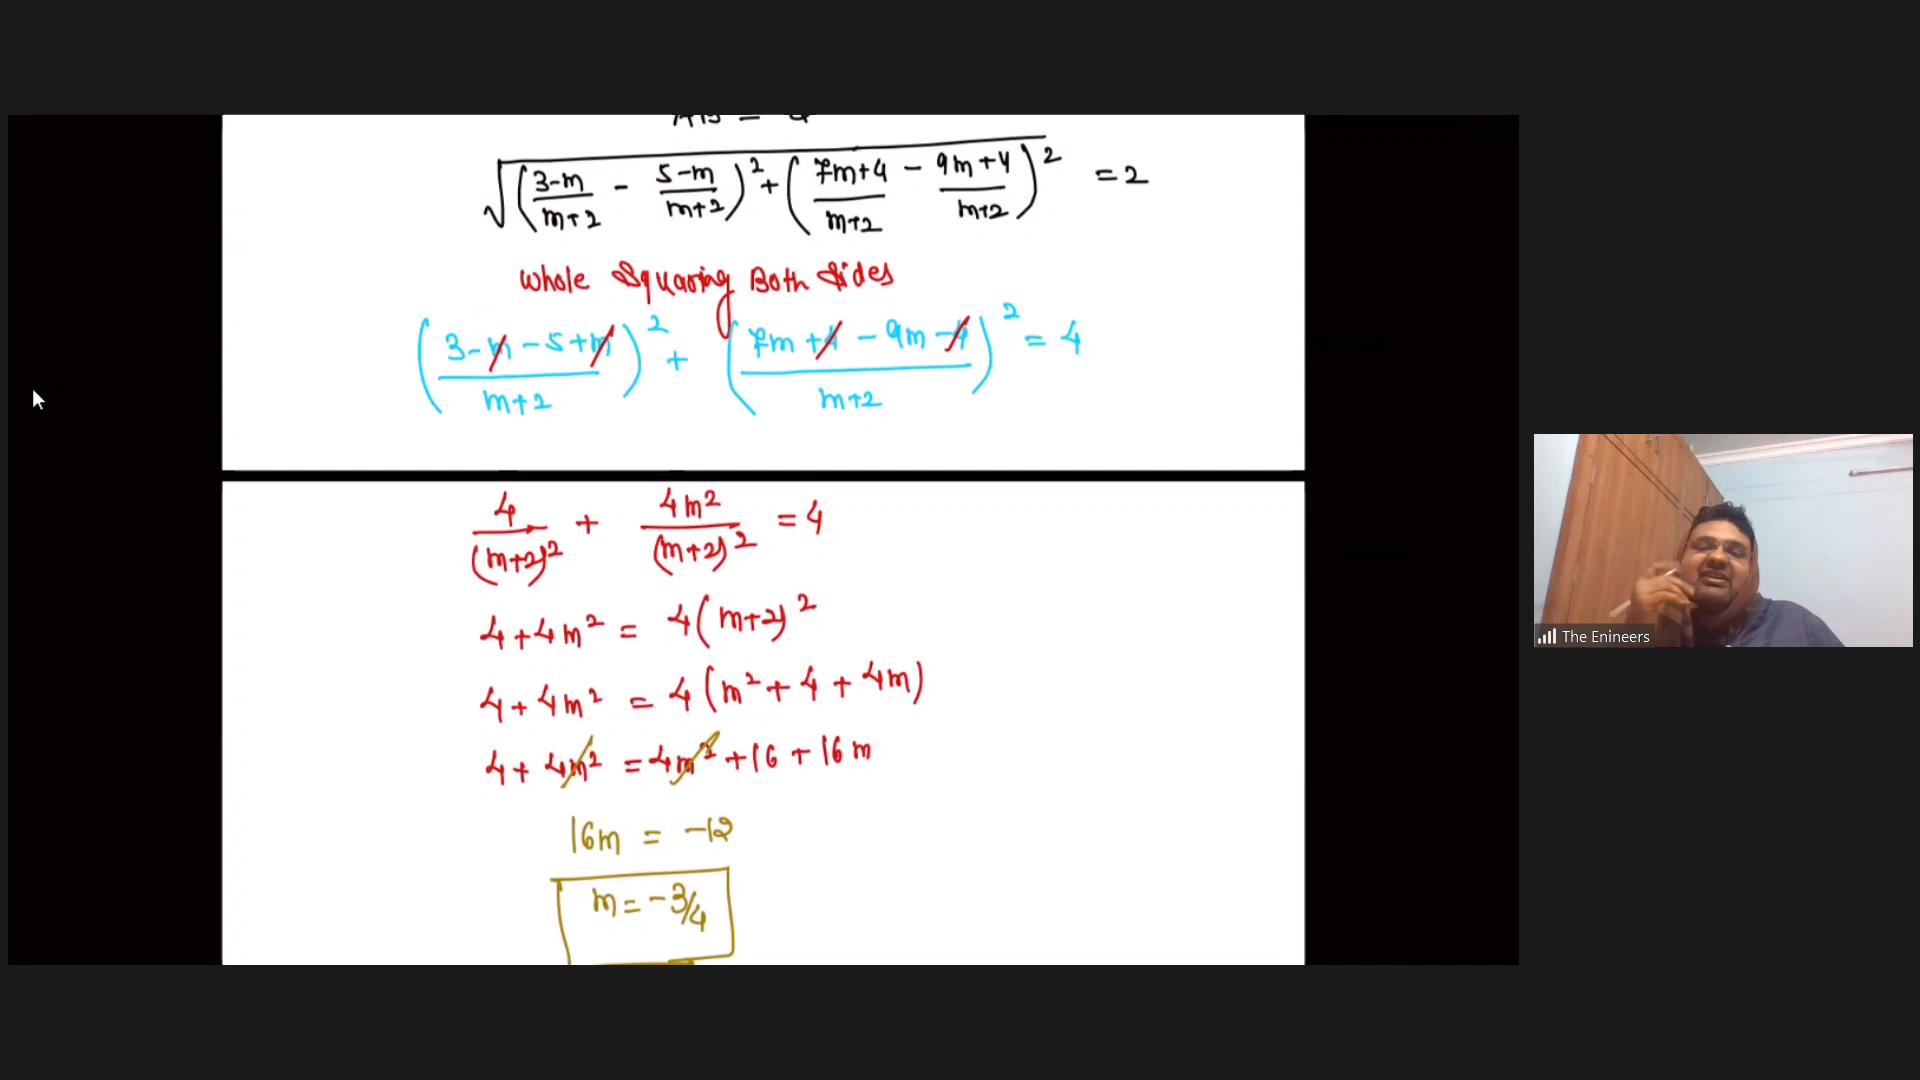 √((3-m)/(m+2) - (5-m)/(m+2))² + ((7m+4)/(m+2) - (9m+4)/(m+2))² = 2
Whole Squaring Both Sides
((3-m-5+m)/(m+2))² + ((7m+4-9m-4)/(m+2))² = 4
4/(m+2)² + 4m²/(m+2)² = 4
4+4m² = 4(m+2)²
4+4m² = 4(m²+4+4m)
4+4m² = 4m²+16+16m
16m = -12
m = -3/4
The Enineers